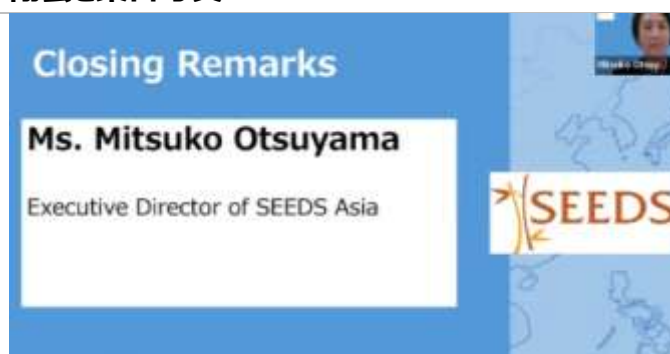 Closing Remarks
Ms. Mitsuko Otsuyama
Executive Director of SEEDS Asia
SEEDS